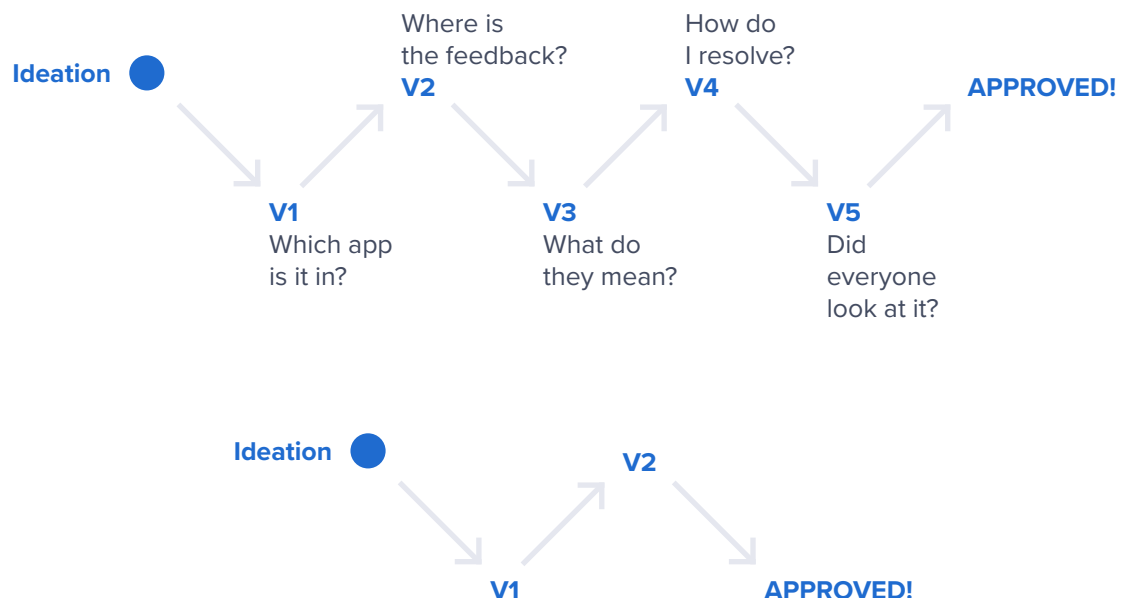 Ideation
V1
Which app
is it in?
Where is
the feedback?
V2
V3
What do
they mean?
How do
I resolve?
V4
V5
Did
everyone
look at it?
APPROVED!
Ideation
V1
V2
APPROVED!